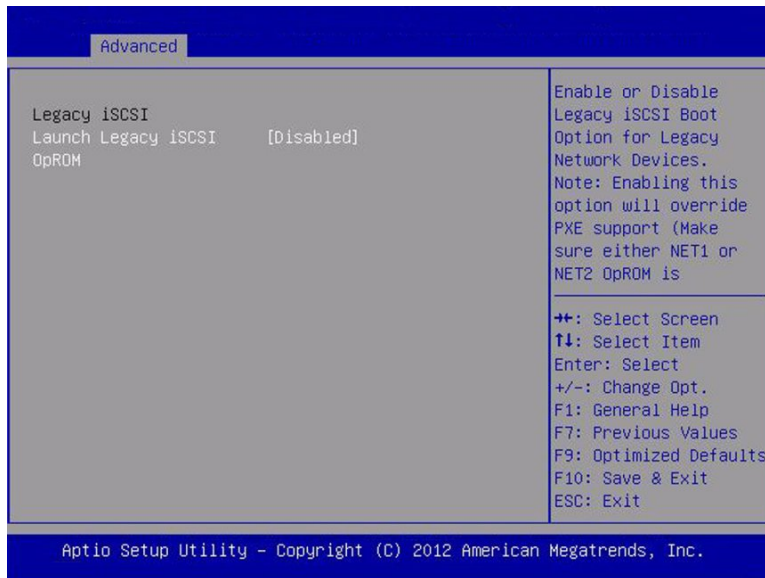 Advanced
Legacy iSCSI
Launch Legacy iSCSI [Disabled]
OpROM
Enable or Disable
Legacy iSCSI Boot
Option for Legacy
Network Devices.
Note: Enabling this
option will override
PXE support (Make
sure either NET1 or
NET2 OpROM is
→←: Select Screen
↑↓: Select Item
Enter: Select
+/-: Change Opt.
F1: General Help
F7: Previous Values
F9: Optimized Defaults
F10: Save & Exit
ESC: Exit
Aptio Setup Utility – Copyright (C) 2012 American Megatrends, Inc.